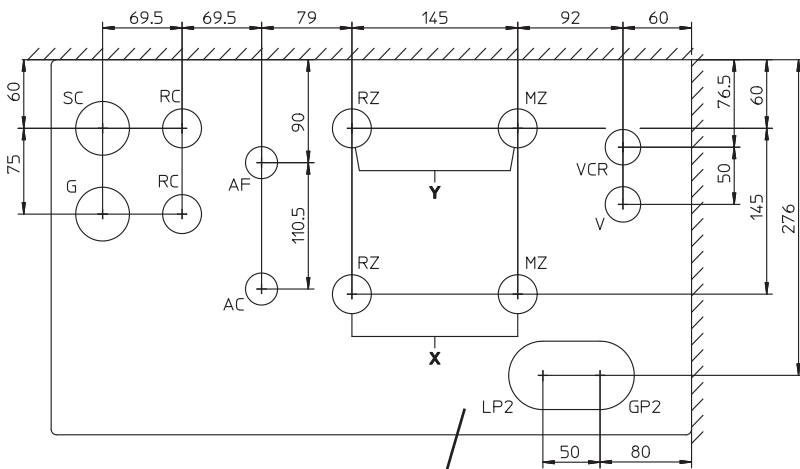 69.5 69.5 79 145 92 60
60 90 76.5 60
SC RC RZ MZ
VCR
75 50 276
G RC AF Y
V 145
110.5
AC RZ MZ
X
LP2 GP2
50 80